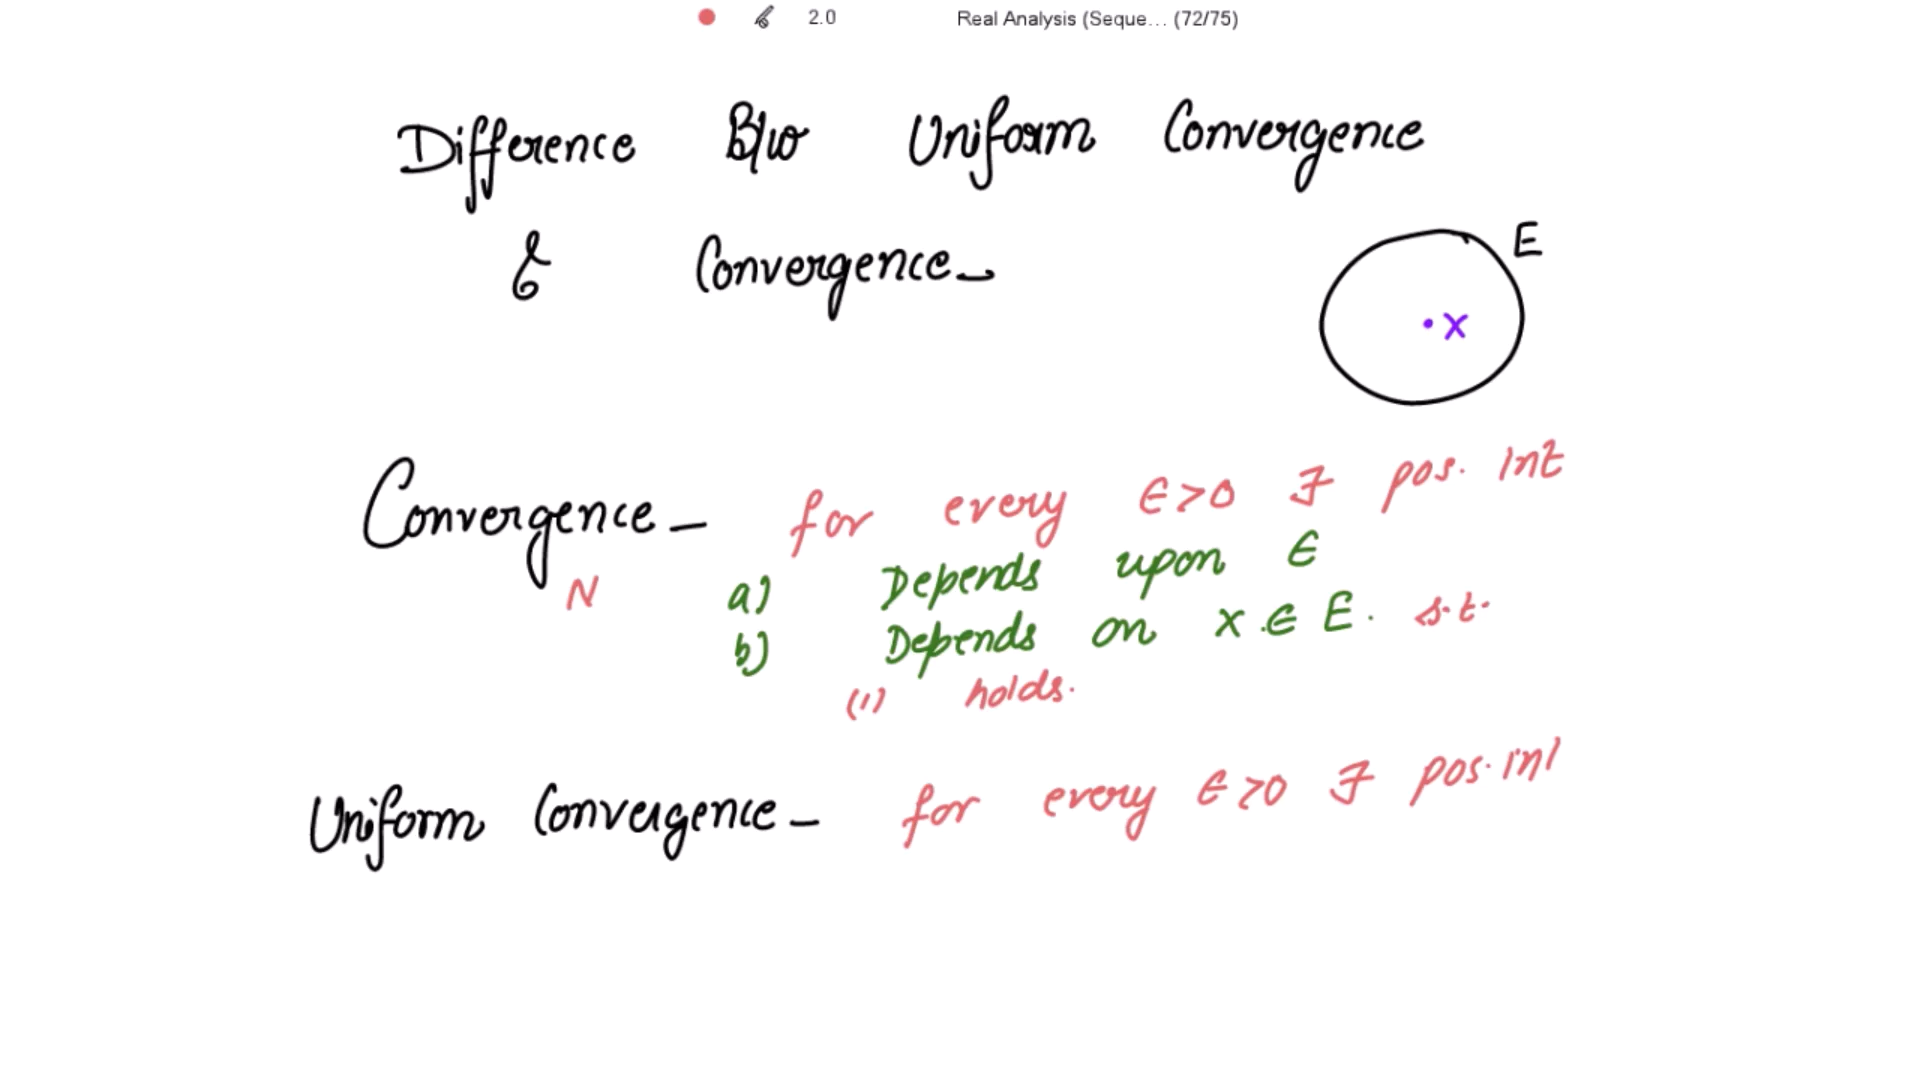 2.0 Real Analysis (Seque... (72/75)
Difference B/w Uniform Convergence
& Convergence_
E
• x
Convergence _ for every ϵ>0 ∃ pos. int
N a) Depends upon ϵ
b) Depends on x ∈ E. s.t.
(1) holds.
Uniform Convergence _ for every ϵ>0 ∃ pos. int